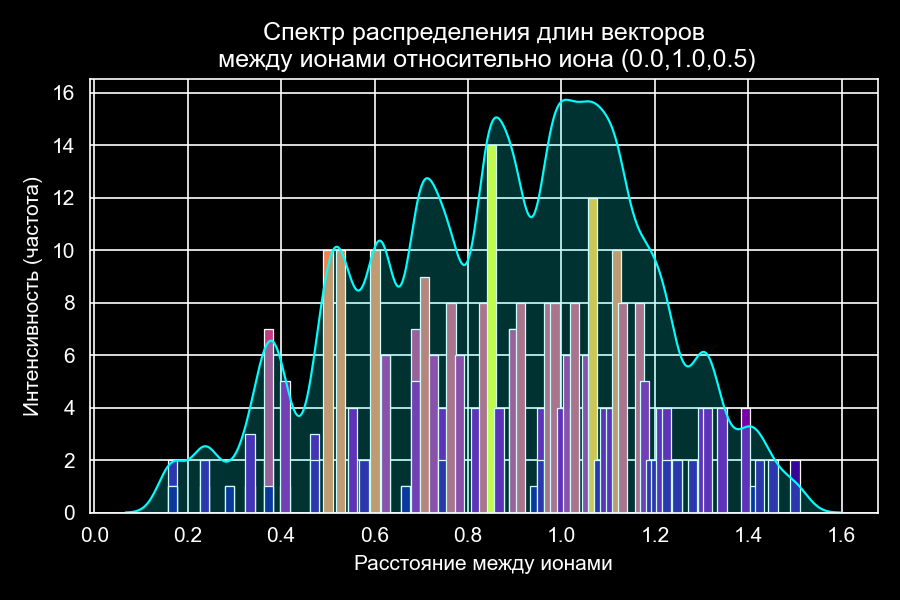 Спектр распределения длин векторов
между ионами относительно иона (0.0,1.0,0.5)
Интенсивность (частота)
16
14
12
10
8
6
4
2
0
0.0 0.2 0.4 0.6 0.8 1.0 1.2 1.4 1.6
Расстояние между ионами